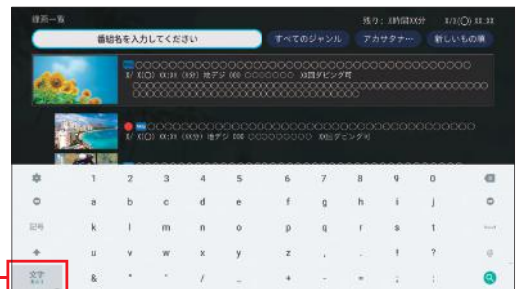 録画一覧
残り: X時間XX分 X/X(○) XX:XX
番組名を入力してください すべてのジャンル アカサタナ… 新しいもの順
X/ X(○) XX:XX (XX分) 地デジ XXX ○○○○○○○ XX回ダビング可
X/ X(○) XX:XX (XX分) 地デジ XXX ○○○○○○○○ XX回ダビング可
1 2 3 4 5 6 7 8 9 0
a b c d e f g h i j
記号 k l m n o p q r s t
u v w x y z , . ! ? @
文字 & * / _ + - = ; :